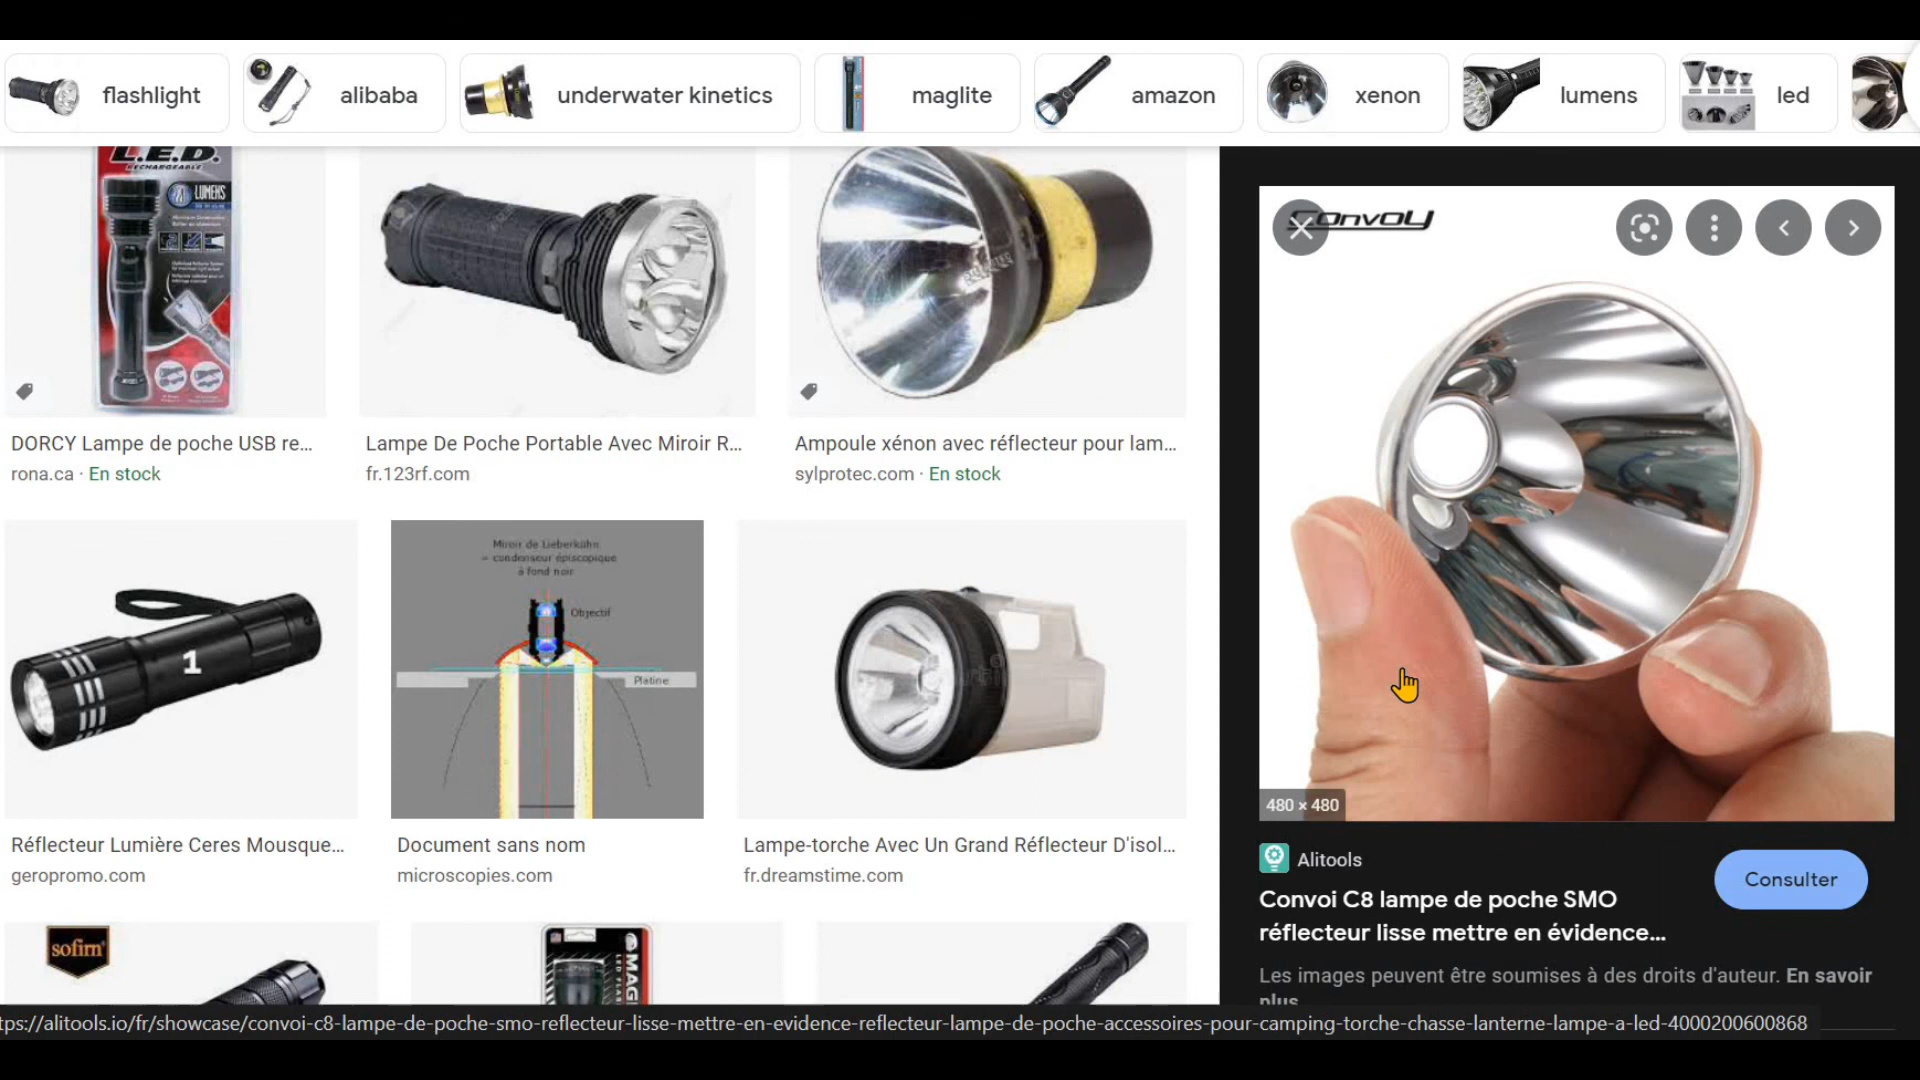 flashlight
alibaba
underwater kinetics
maglite
amazon
xenon
lumens
led
L.E.D.
RECHARGEABLE
LUMENS
Convoy
DORCY Lampe de poche USB re...
rona.ca · En stock
Lampe De Poche Portable Avec Miroir R...
fr.123rf.com
Ampoule xénon avec réflecteur pour lam...
sylprotec.com · En stock
1
Miroir de Lieberkühn
= condenseur épiscopique
à fond noir
Objectif
Platine
480 × 480
Réflecteur Lumière Ceres Mousque...
geropromo.com
Document sans nom
microscopies.com
Lampe-torche Avec Un Grand Réflecteur D'isol...
fr.dreamstime.com
Alitools
Consulter
Convoi C8 lampe de poche SMO
réflecteur lisse mettre en évidence...
Les images peuvent être soumises à des droits d'auteur. En savoir
plus
sofirn
tps://alitools.io/fr/showcase/convoi-c8-lampe-de-poche-smo-reflecteur-lisse-mettre-en-evidence-reflecteur-lampe-de-poche-accessoires-pour-camping-torche-chasse-lanterne-lampe-a-led-4000200600868